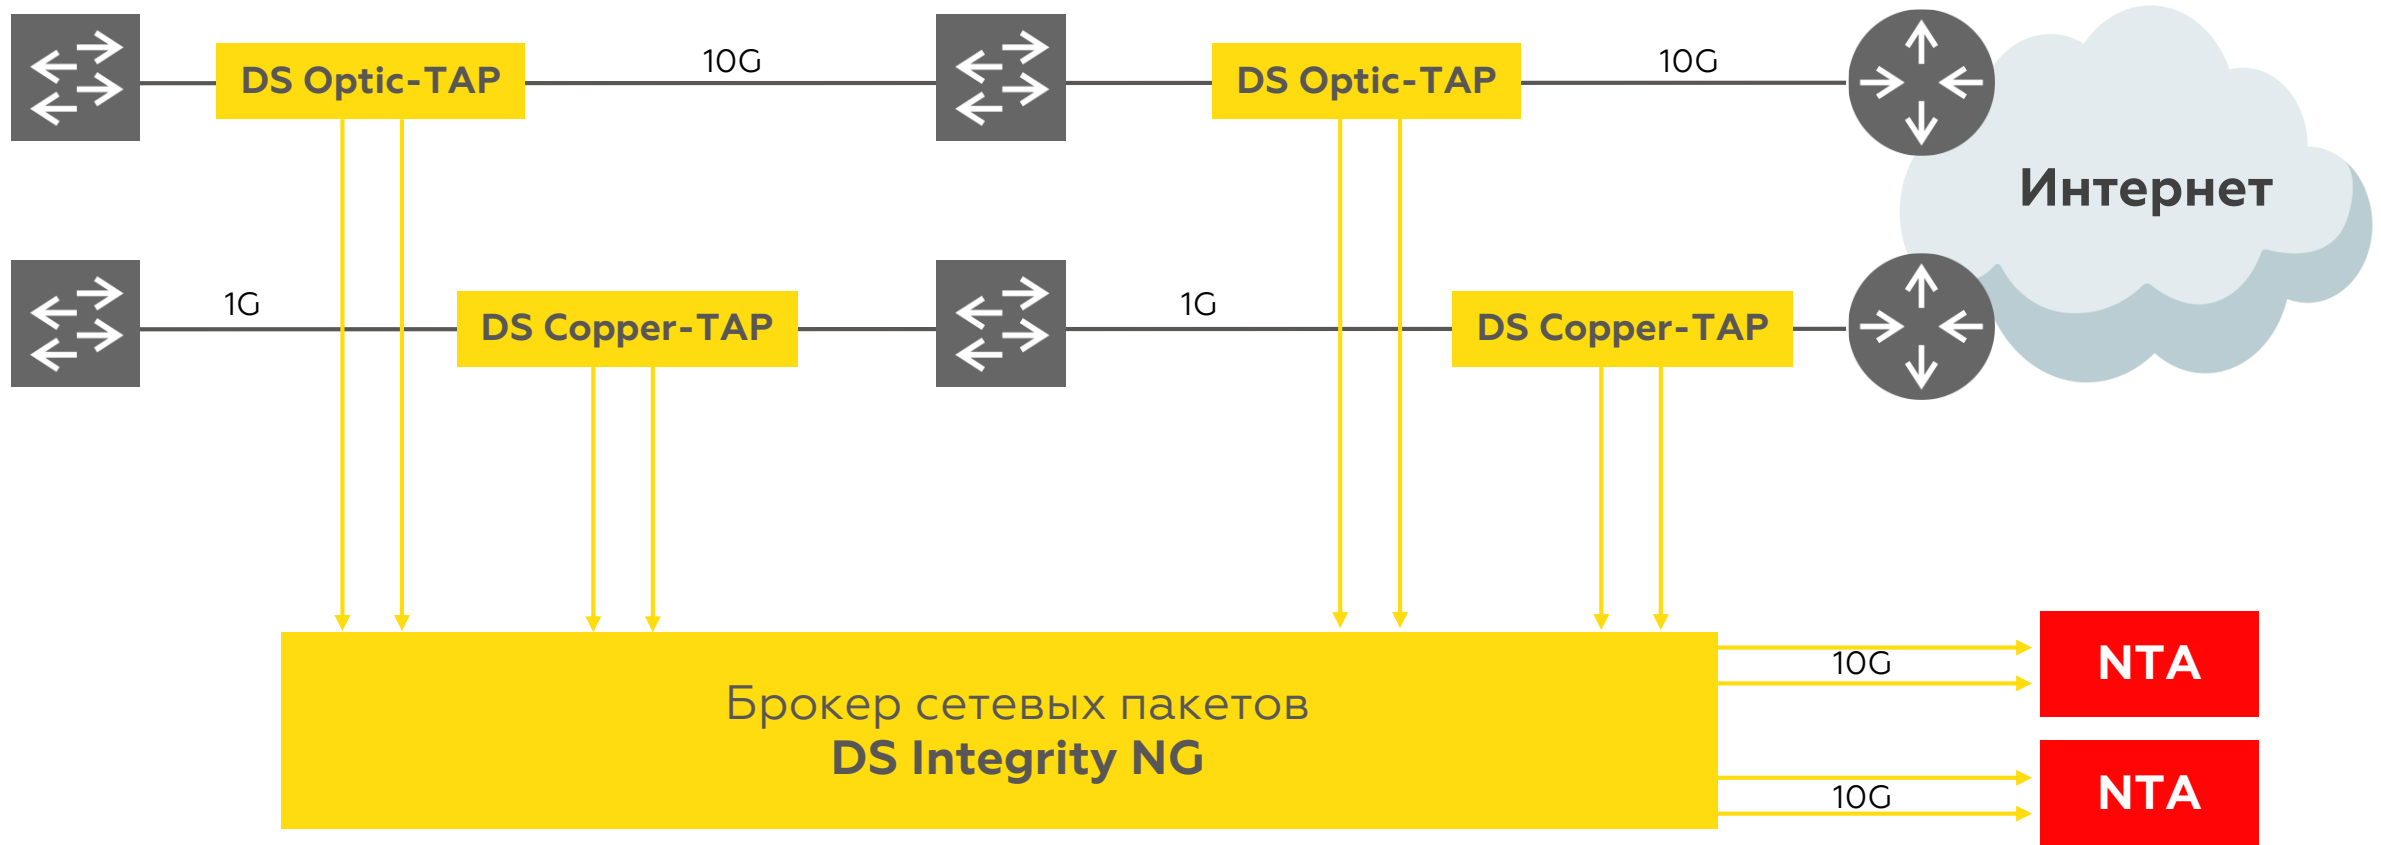 DS Optic-TAP
10G
DS Optic-TAP
10G
Интернет
1G
DS Copper-TAP
1G
DS Copper-TAP
Брокер сетевых пакетов
DS Integrity NG
10G
NTA
10G
NTA